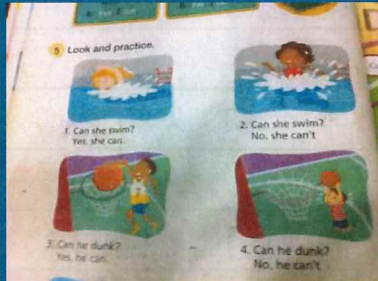 5 Look and practice.
1. Can she swim?
Yes, she can.
2. Can she swim?
No, she can't
3. Can he dunk?
Yes, he can.
4. Can he dunk?
No, he can't